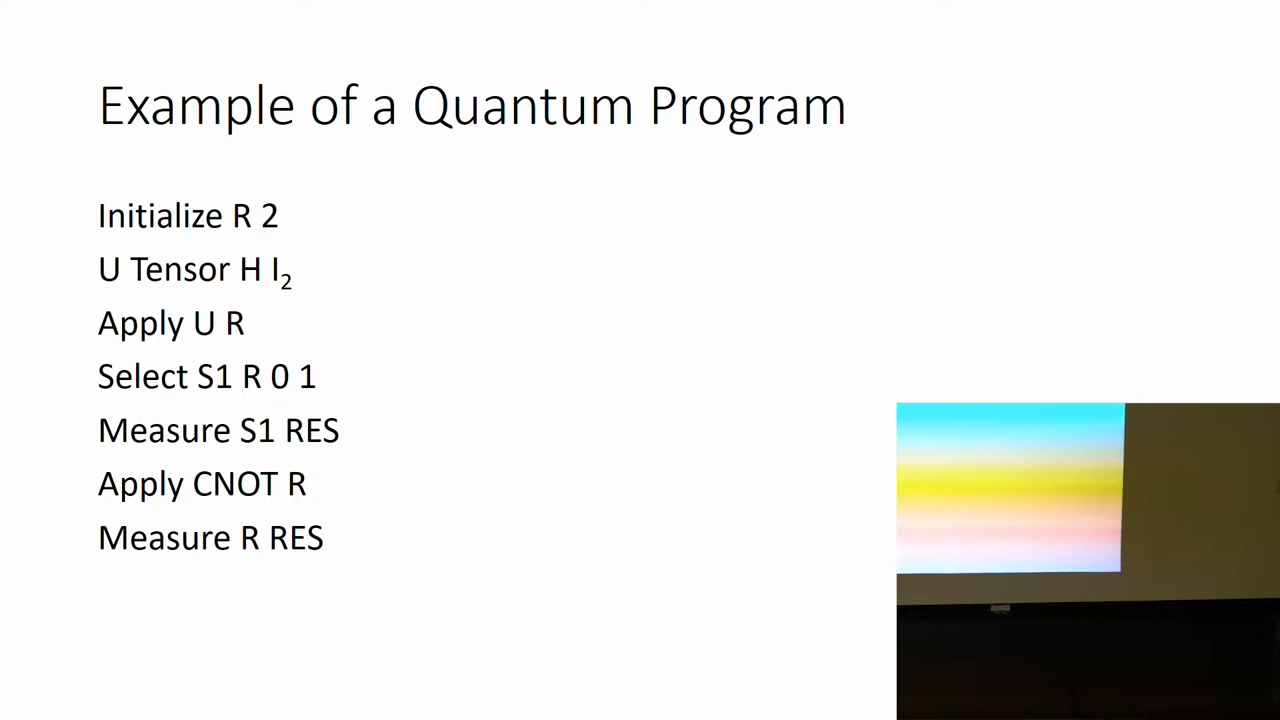 Example of a Quantum Program
Initialize R 2
U Tensor H I₂
Apply U R
Select S1 R 0 1
Measure S1 RES
Apply CNOT R
Measure R RES